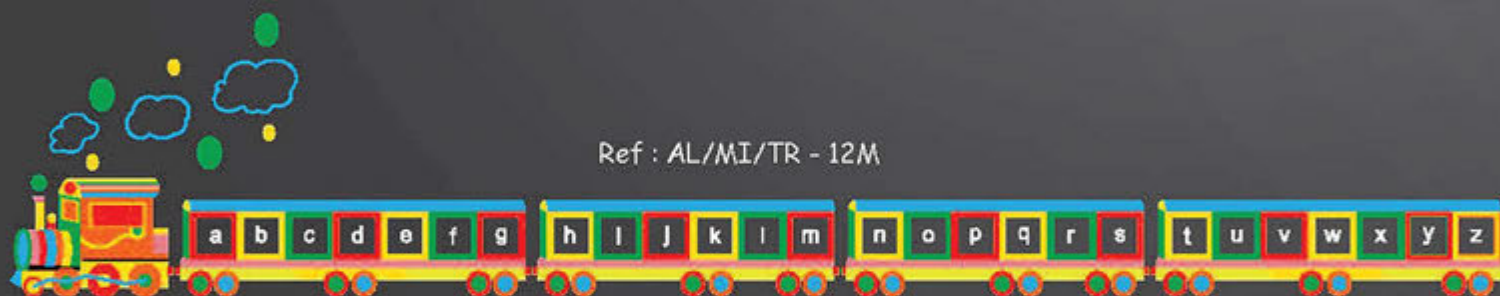 Ref : AL/MI/TR - 12M
a b c d e f g h i j k l m n o p q r s t u v w x y z